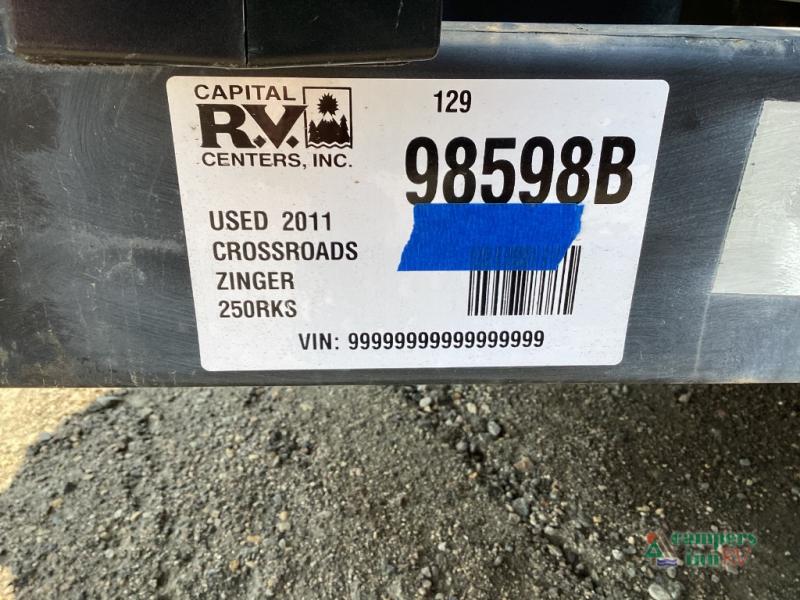 CAPITAL
R.V.
CENTERS, INC.
129
98598B
USED 2011
CROSSROADS
ZINGER
250RKS
VIN: 99999999999999999
campers
inn RV